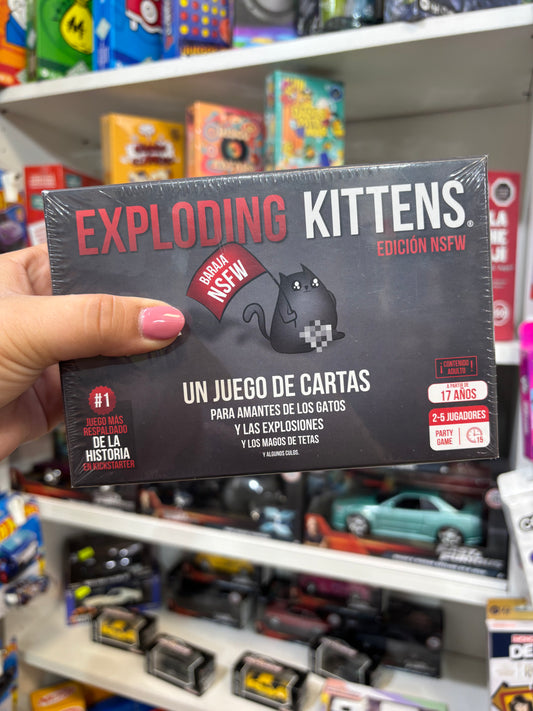 EXPLODING KITTENS®
EDICIÓN NSFW
BARAJA
NSFW
UN JUEGO DE CARTAS
PARA AMANTES DE LOS GATOS
Y LAS EXPLOSIONES
Y LOS MAGOS DE TETAS
Y ALGUNOS CULOS.
#1
JUEGO MÁS
RESPALDADO
DE LA
HISTORIA
EN KICKSTARTER
¡CONTENIDO
ADULTO!
A PARTIR DE
17 AÑOS
2-5 JUGADORES
PARTY
GAME
15